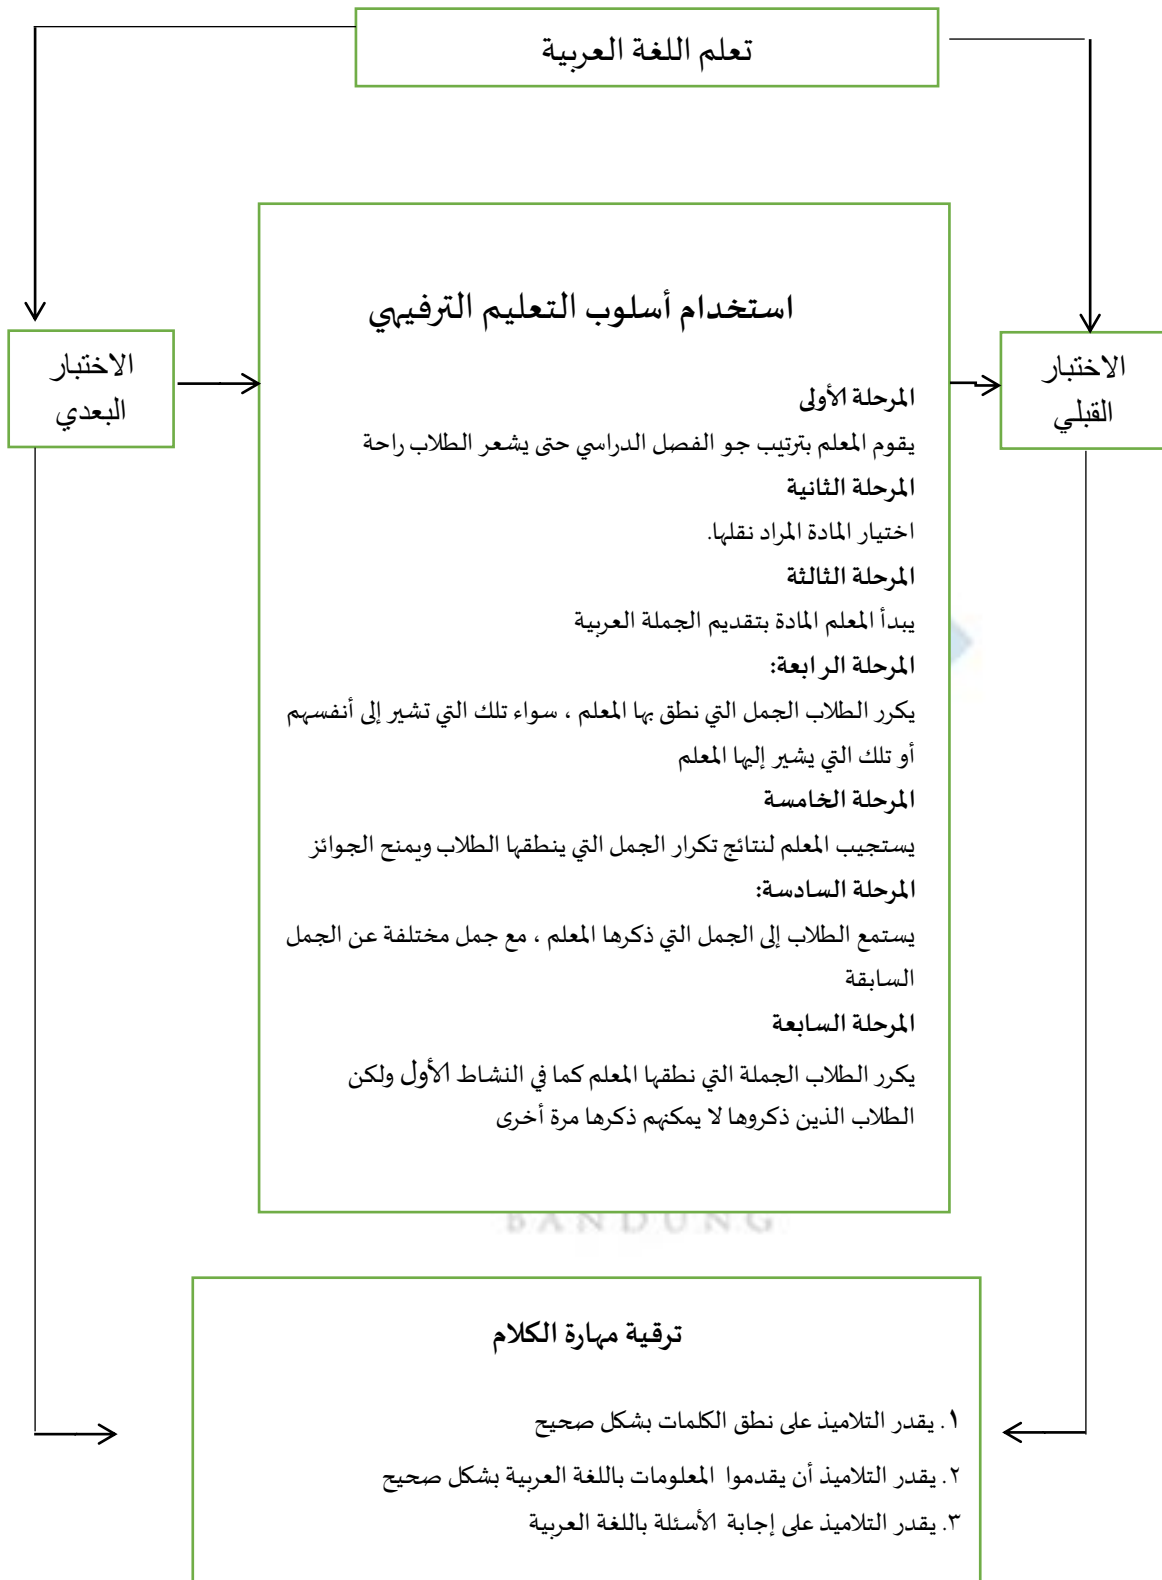 تعلم اللغة العربية
الاختبار
القبلي
استخدام أسلوب التعليم الترفيهي
المرحلة الأولى
يقوم المعلم بترتيب جو الفصل الدراسي حتى يشعر الطلاب راحة
المرحلة الثانية
اختيار المادة المراد نقلها.
المرحلة الثالثة
يبدأ المعلم المادة بتقديم الجملة العربية
المرحلة الرابعة:
يكرر الطلاب الجمل التي نطق بها المعلم ، سواء تلك التي تشير إلى أنفسهم
أو تلك التي يشير إليها المعلم
المرحلة الخامسة
يستجيب المعلم لنتائج تكرار الجمل التي ينطقها الطلاب ويمنح الجوائز
المرحلة السادسة:
يستمع الطلاب إلى الجمل التي ذكرها المعلم ، مع جمل مختلفة عن الجمل
السابقة
المرحلة السابعة
يكرر الطلاب الجملة التي نطقها المعلم كما في النشاط الأول ولكن
الطلاب الذين ذكروها لا يمكنهم ذكرها مرة أخرى
الاختبار
البعدي
BANDUNG
ترقية مهارة الكلام
١. يقدر التلاميذ على نطق الكلمات بشكل صحيح
٢. يقدر التلاميذ أن يقدموا المعلومات باللغة العربية بشكل صحيح
٣. يقدر التلاميذ على إجابة الأسئلة باللغة العربية